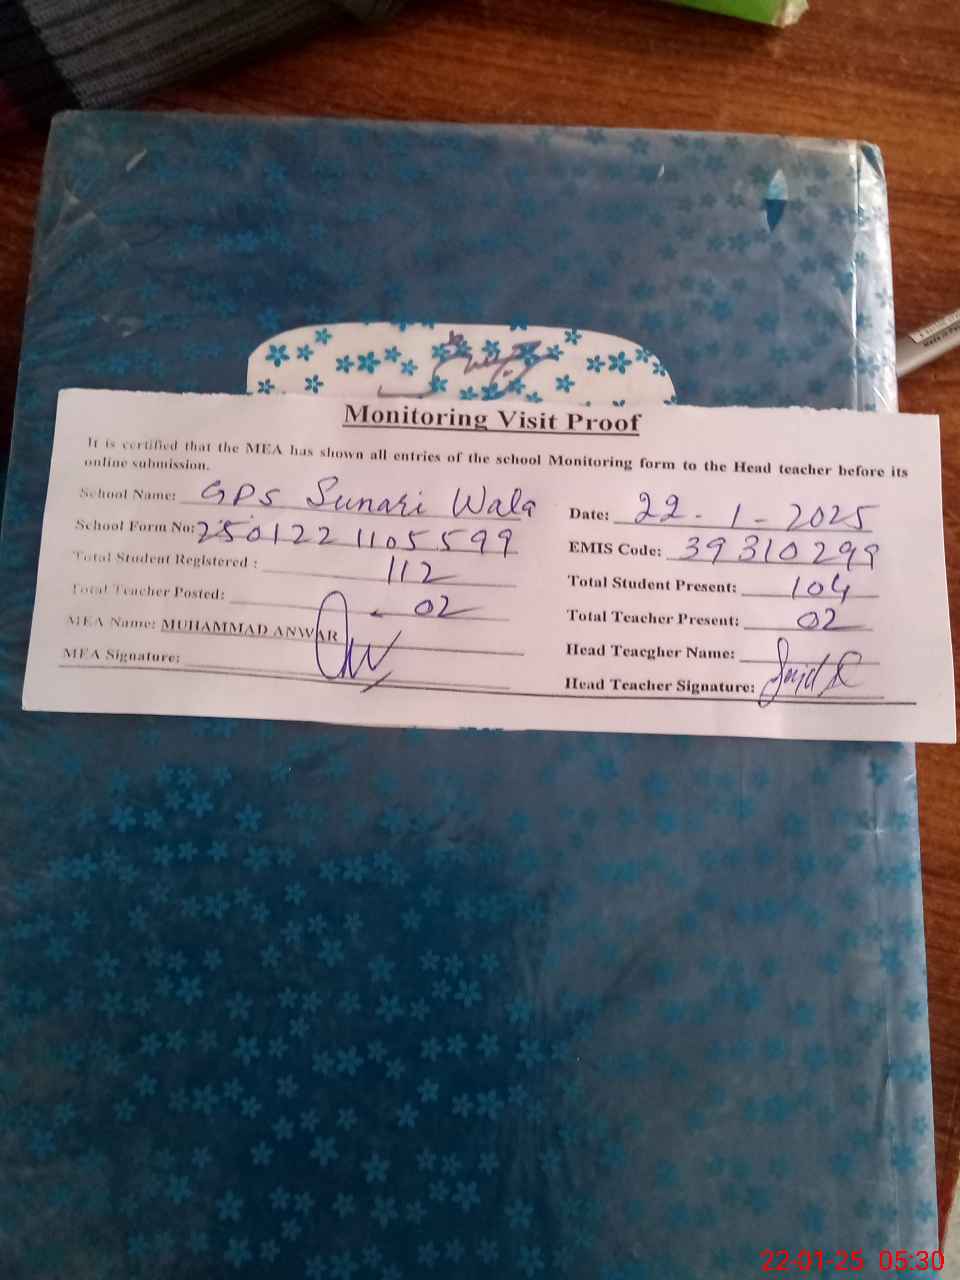 Monitoring Visit Proof
It is certified that the MEA has shown all entries of the school Monitoring form to the Head teacher before its
online submission.
School Name: GPS Sunari Wala
Date: 22-1-2025
School Form No: 2501221105599
EMIS Code: 39310299
Total Student Registered : 112
Total Student Present: 104
Total Teacher Posted: 02
Total Teacher Present: 02
MEA Name: MUHAMMAD ANWAR
Head Teacgher Name:
MEA Signature:
Head Teacher Signature:
22-01-25 05:30